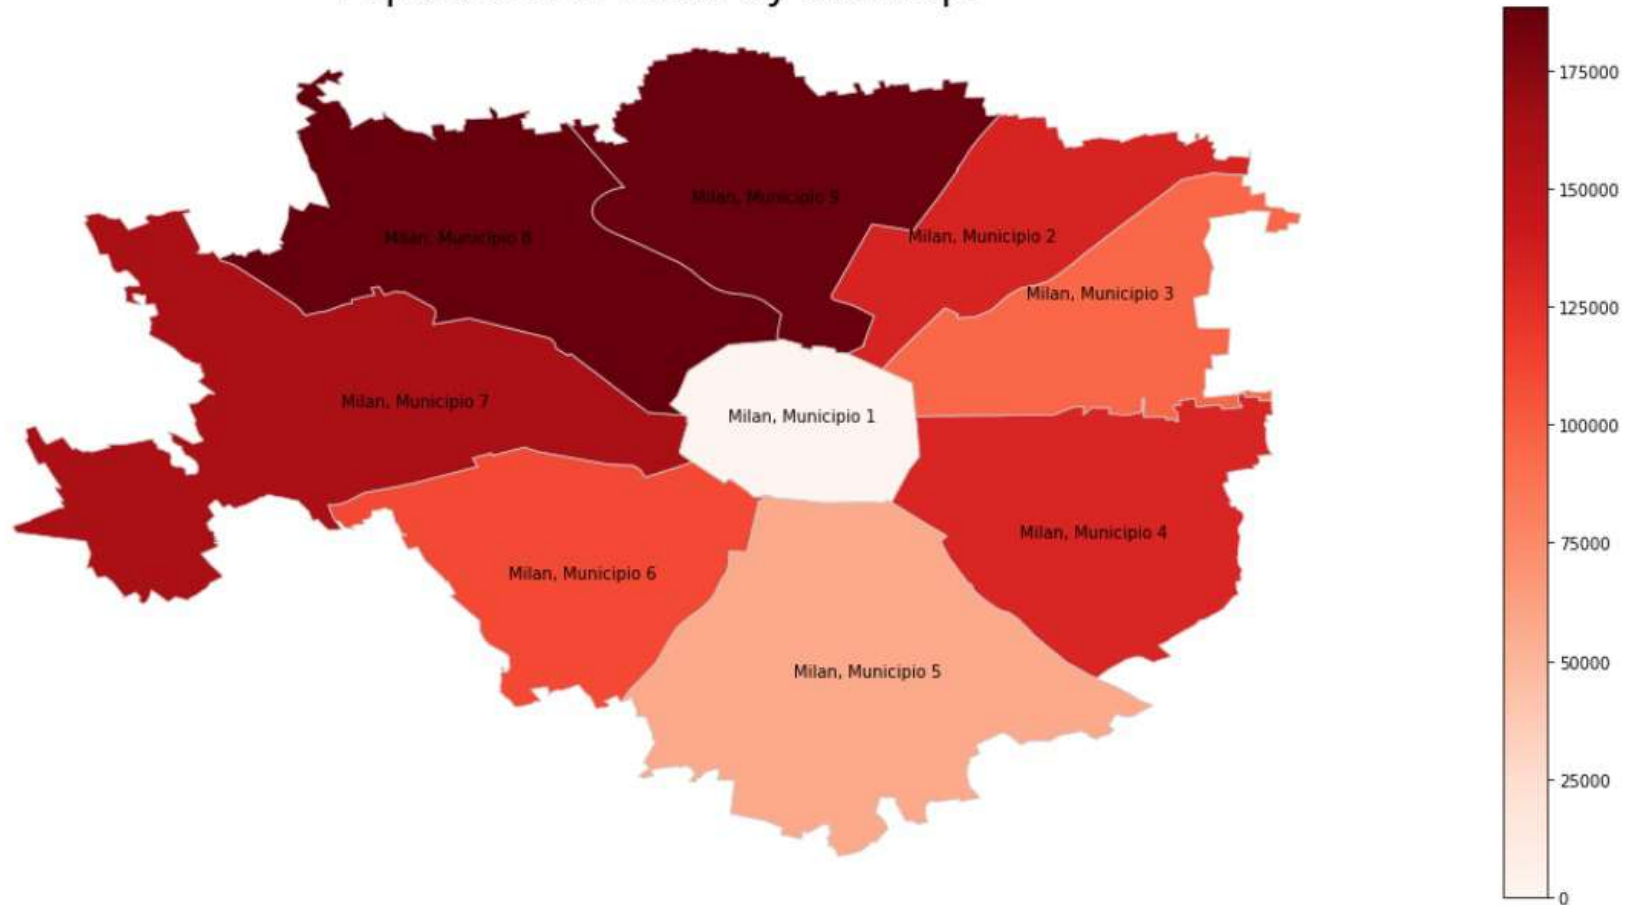 Milan, Municipio 9
Milan, Municipio 8
Milan, Municipio 2
Milan, Municipio 3
Milan, Municipio 7
Milan, Municipio 1
Milan, Municipio 4
Milan, Municipio 6
Milan, Municipio 5
175000
150000
125000
100000
75000
50000
25000
0